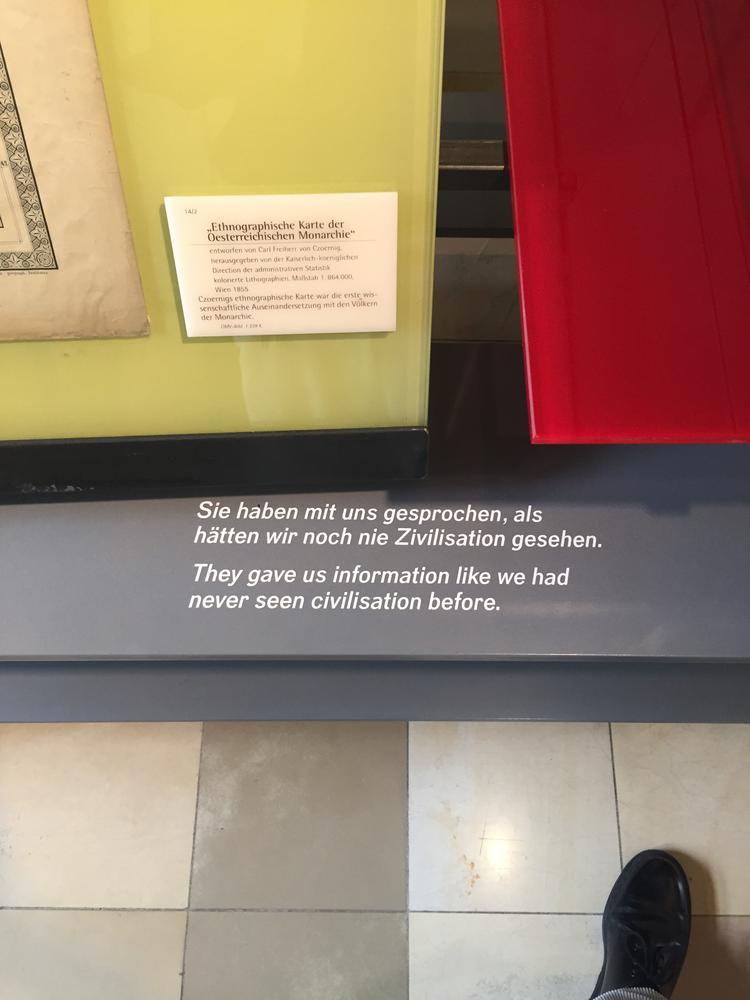 14/2
„Ethnographische Karte der
Oesterreichischen Monarchie“
entworfen von Carl Freiherr von Czoernig,
herausgegeben von der Kaiserlich-koeniglichen
Direction der administrativen Statistik
kolorierte Lithographien, Maßstab 1: 864.000,
Wien 1855
Czoernigs ethnographische Karte war die erste wis-
senschaftliche Auseinandersetzung mit den Völkern
der Monarchie.
Sie haben mit uns gesprochen, als
hätten wir noch nie Zivilisation gesehen.
They gave us information like we had
never seen civilisation before.